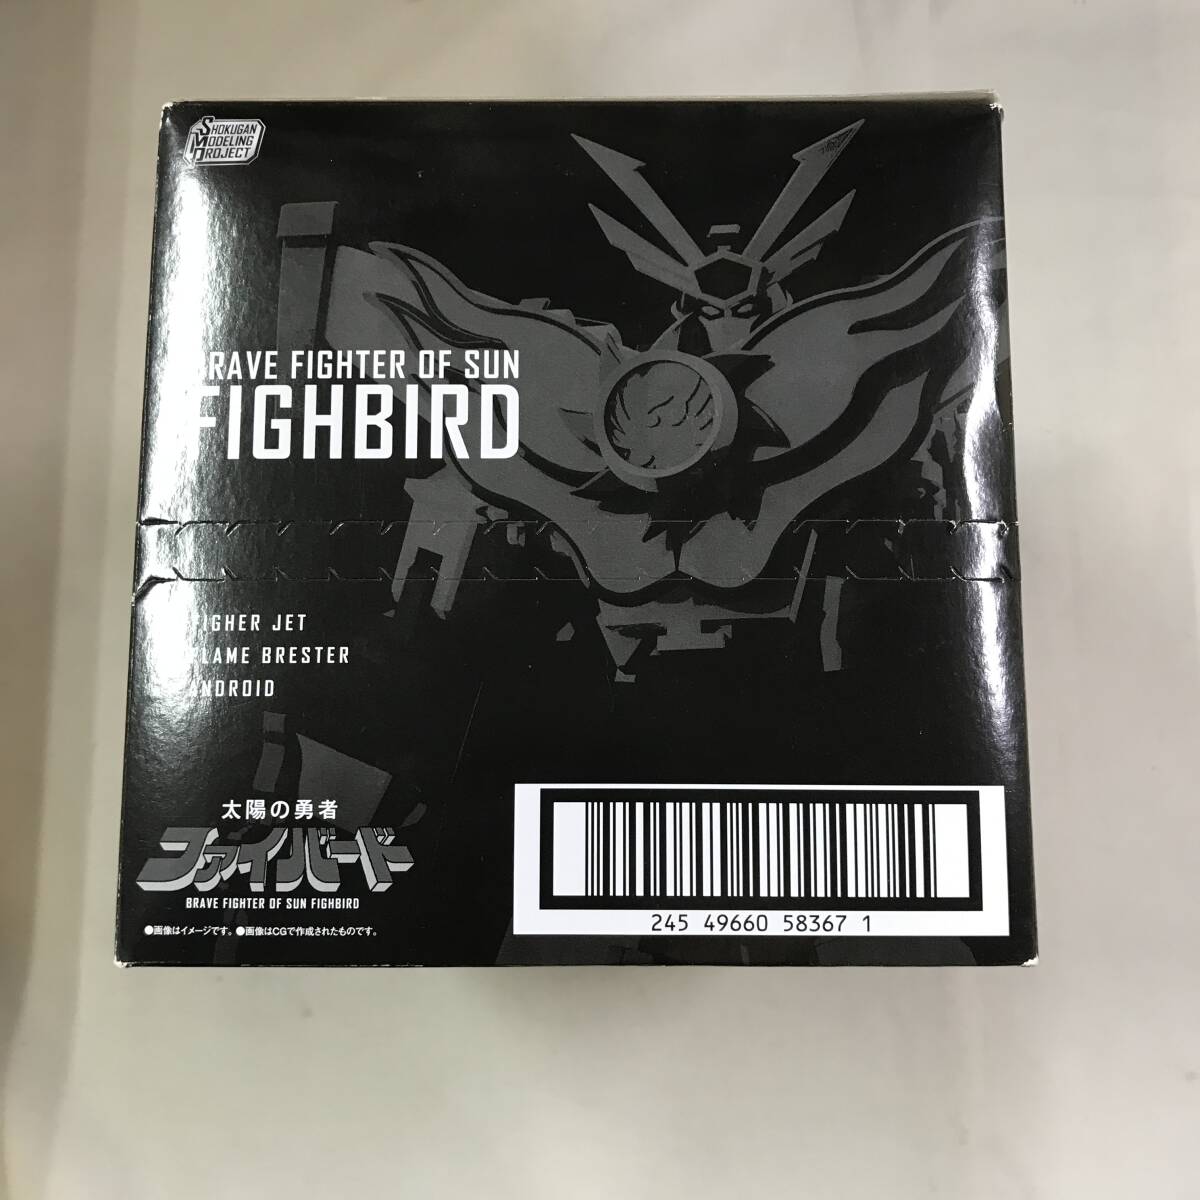 SHOKUGAN
MODELING
PROJECT
BRAVE FIGHTER OF SUN
FIGHBIRD
FIGHER JET
FLAME BRESTER
ANDROID
太陽の勇者
ファイバード
BRAVE FIGHTER OF SUN FIGHBIRD
●画像はイメージです。●画像はCGで作成されたものです。
245 49660 58367 1